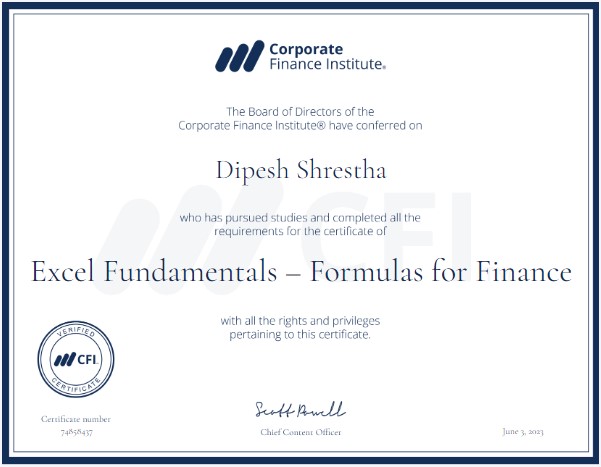 Corporate
Finance Institute®
The Board of Directors of the
Corporate Finance Institute® have conferred on
Dipesh Shrestha
CFI
who has pursued studies and completed all the
requirements for the certificate of
Excel Fundamentals – Formulas for Finance
with all the rights and privileges
pertaining to this certificate.
VERIFIED
CFI
CERTIFICATE
Scott Powell
Certificate number
74858437
Chief Content Officer
June 3, 2023